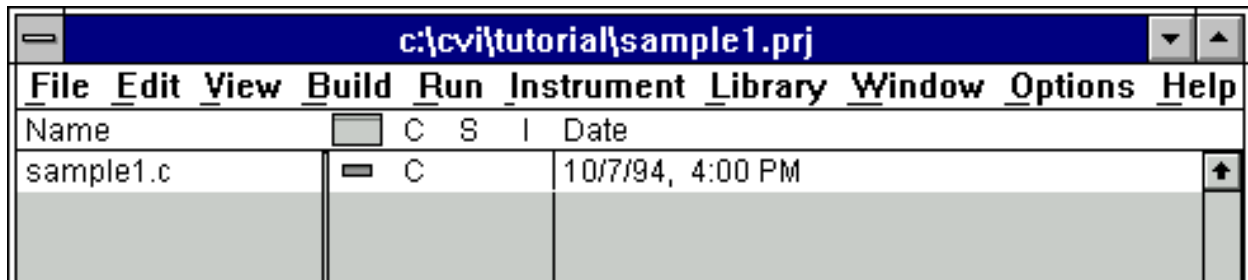 c:\cvi\tutorial\sample1.prj
File Edit View Build Run Instrument Library Window Options Help
Name C S I Date
sample1.c C 10/7/94, 4:00 PM